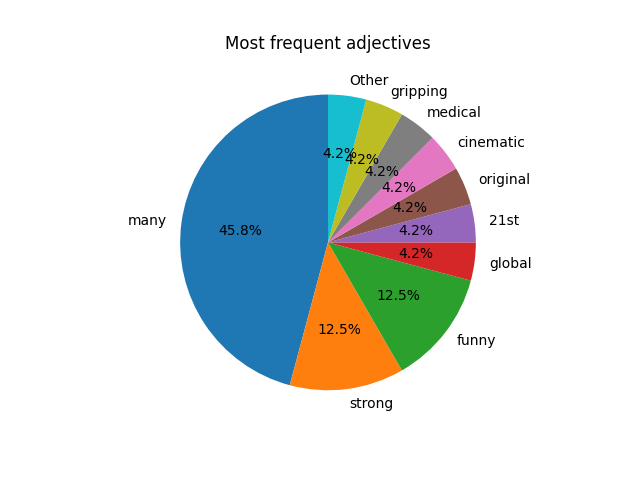 Most frequent adjectives
Other
gripping
medical
cinematic
original
21st
global
funny
strong
many
45.8%
12.5%
12.5%
4.2%
4.2%
4.2%
4.2%
4.2%
4.2%
4.2%